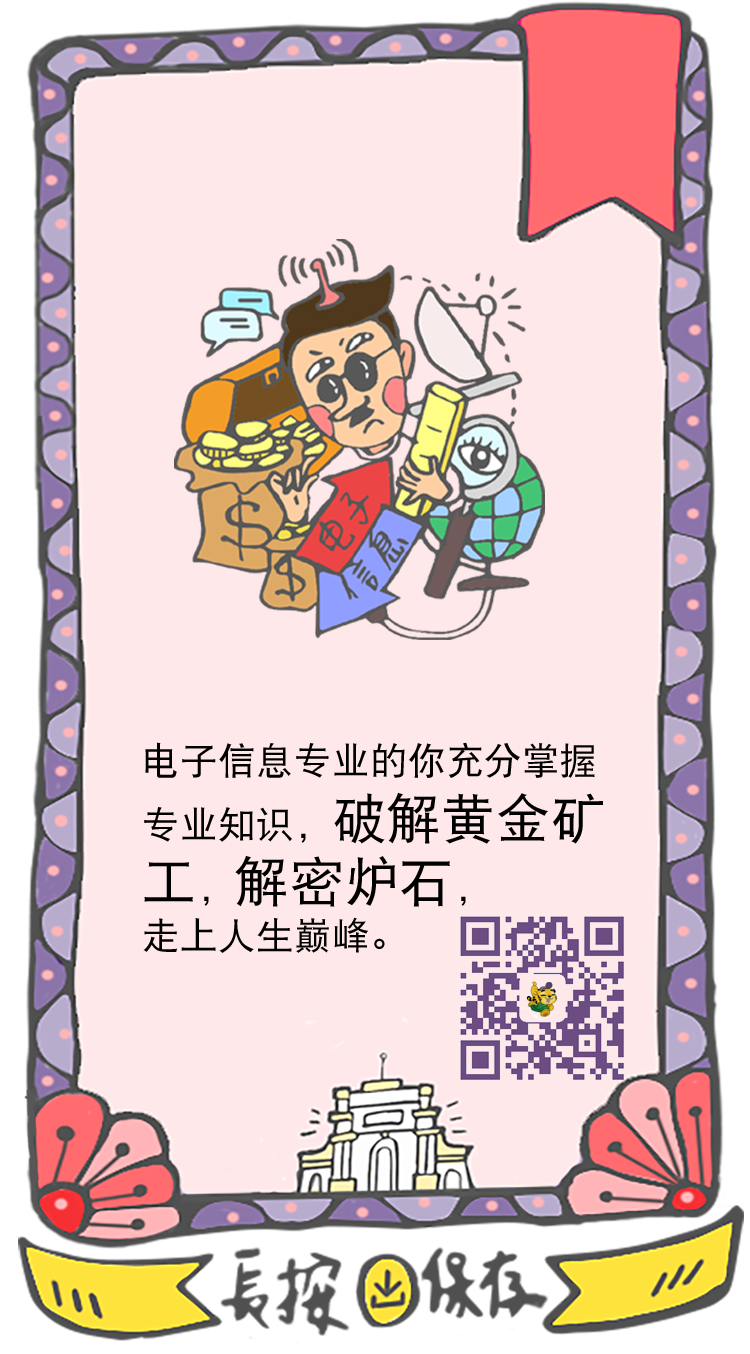 $
电子
信息
$
电子信息专业的你充分掌握
专业知识，破解黄金矿
工，解密炉石，
走上人生巅峰。
長按保存